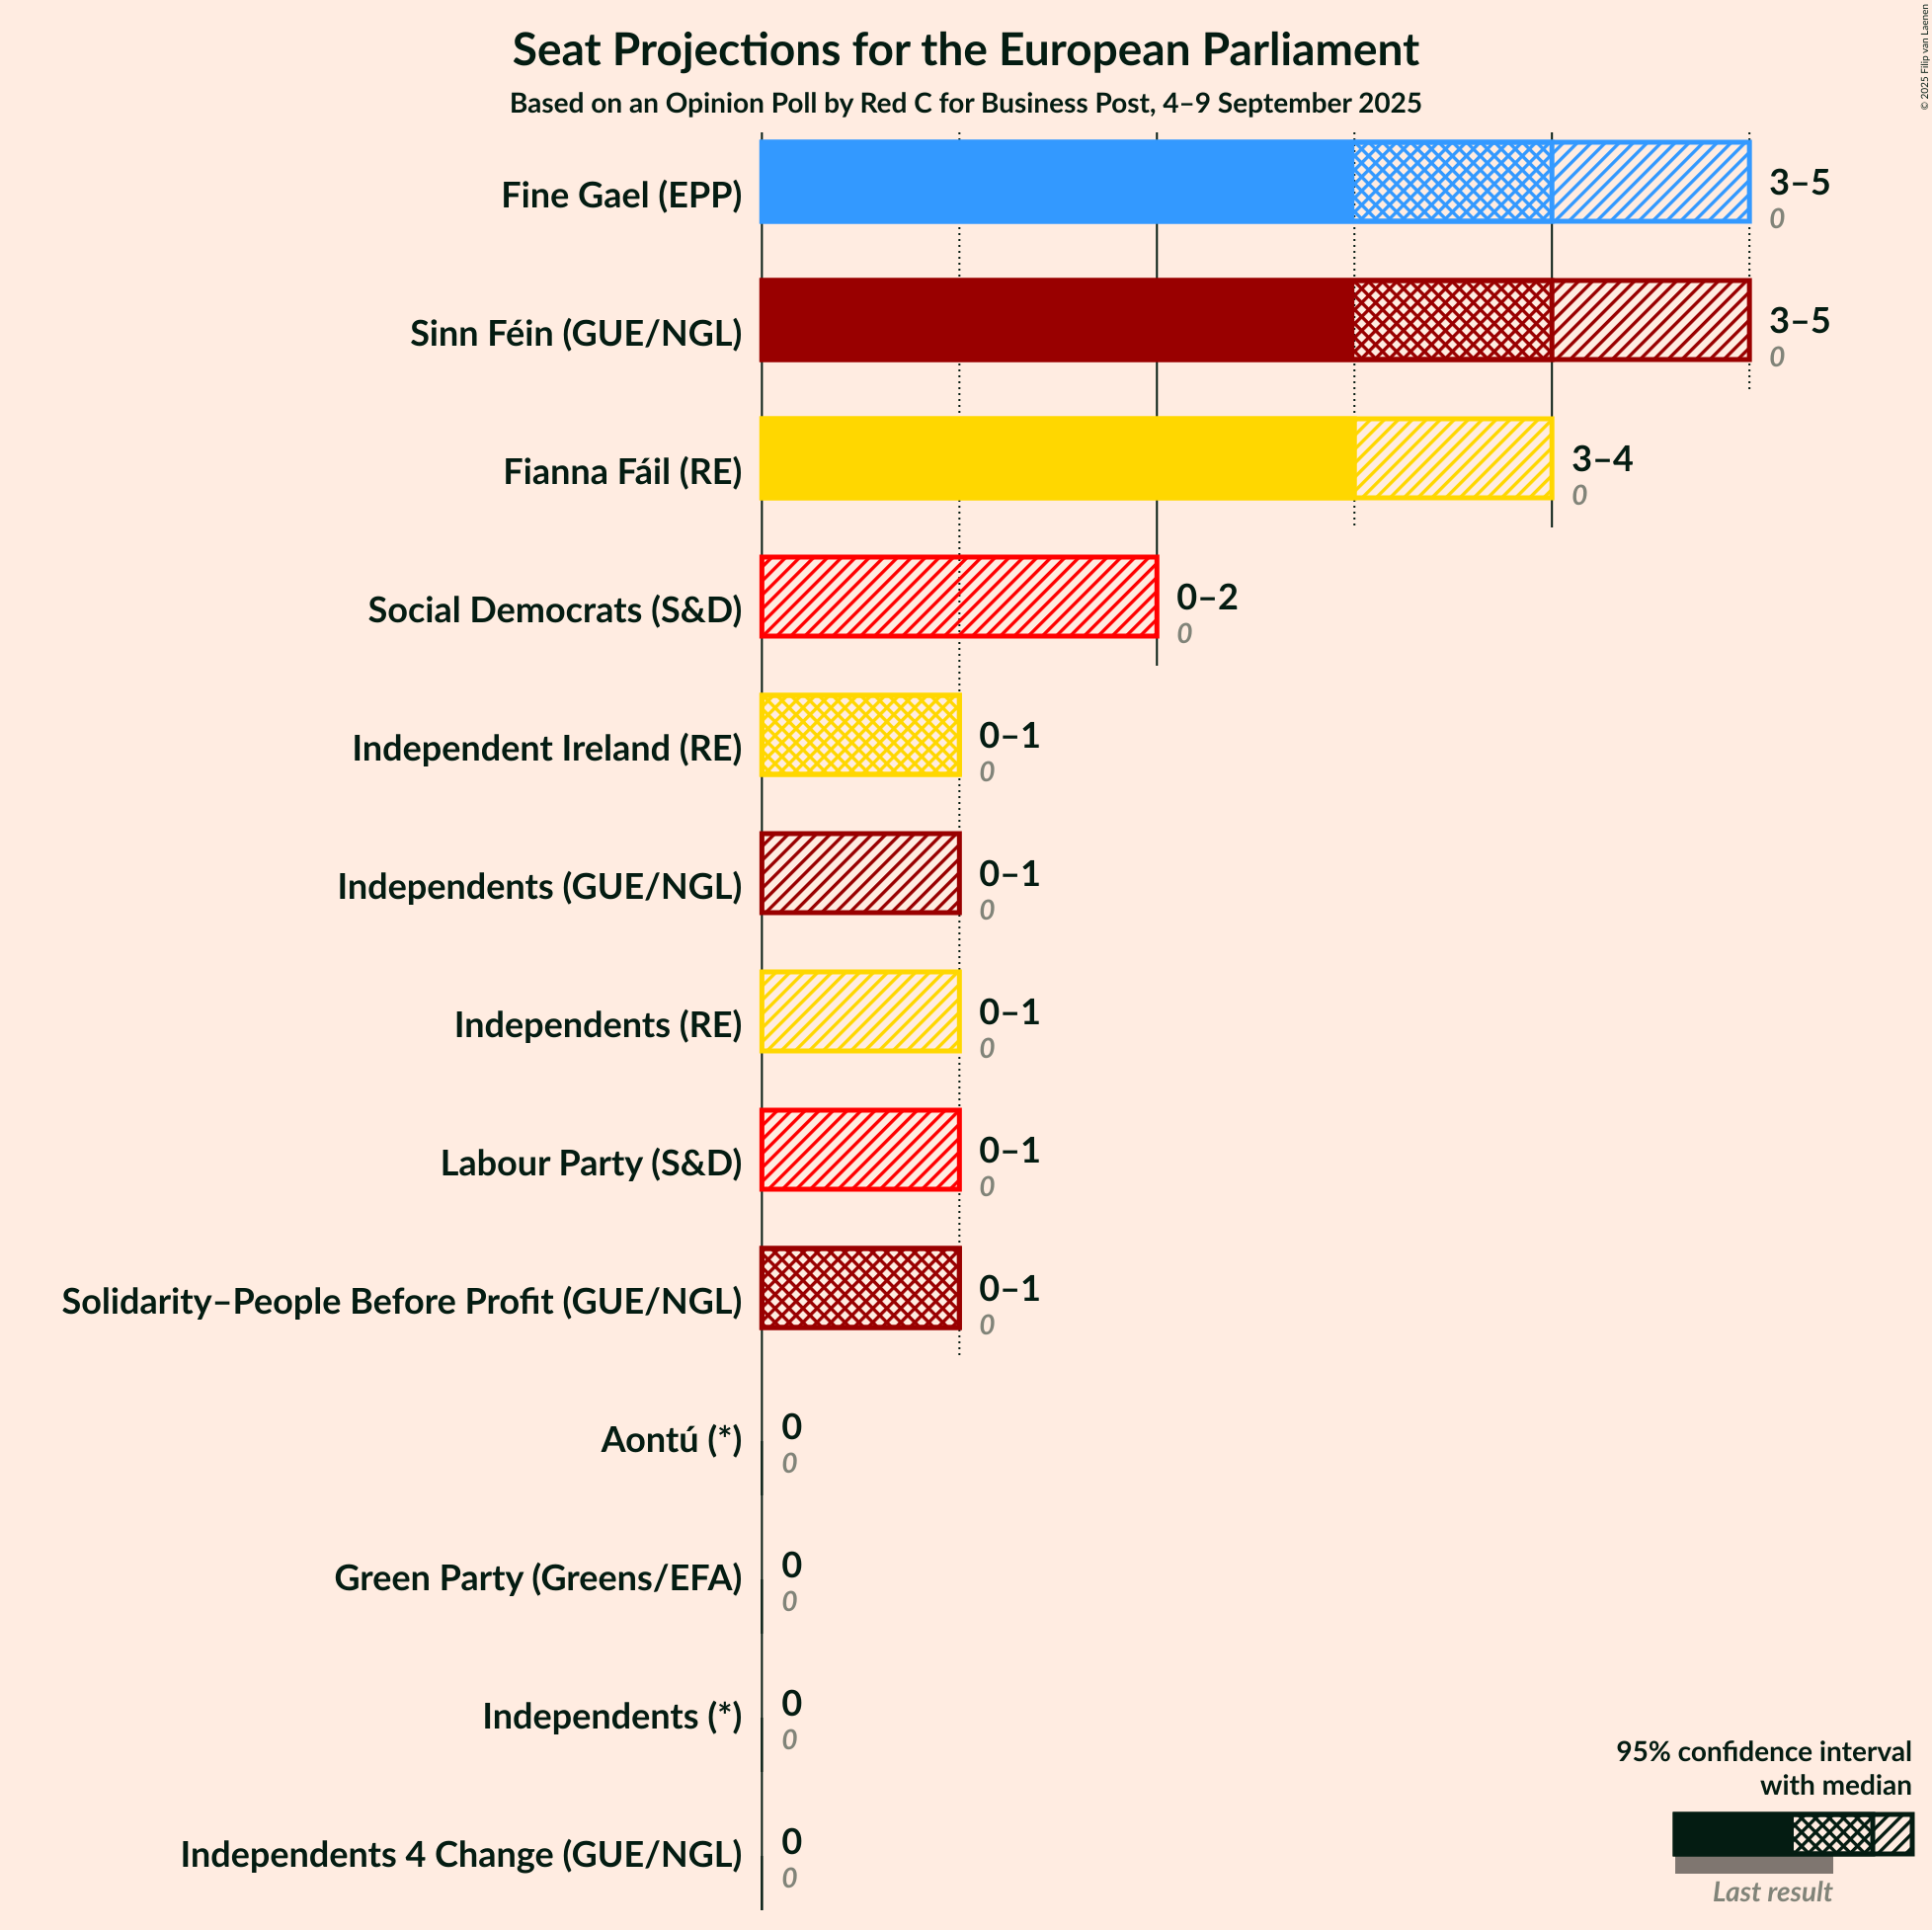 Seat Projections for the European Parliament
Based on an Opinion Poll by Red C for Business Post, 4–9 September 2025
© 2025 Filip van Laenen
Fine Gael (EPP)
3–5
0
Sinn Féin (GUE/NGL)
3–5
0
Fianna Fáil (RE)
3–4
0
Social Democrats (S&D)
0–2
0
Independent Ireland (RE)
0–1
0
Independents (GUE/NGL)
0–1
0
Independents (RE)
0–1
0
Labour Party (S&D)
0–1
0
Solidarity–People Before Profit (GUE/NGL)
0–1
0
Aontú (*)
0
0
Green Party (Greens/EFA)
0
0
Independents (*)
0
0
Independents 4 Change (GUE/NGL)
0
0
95% confidence interval
with median
Last result